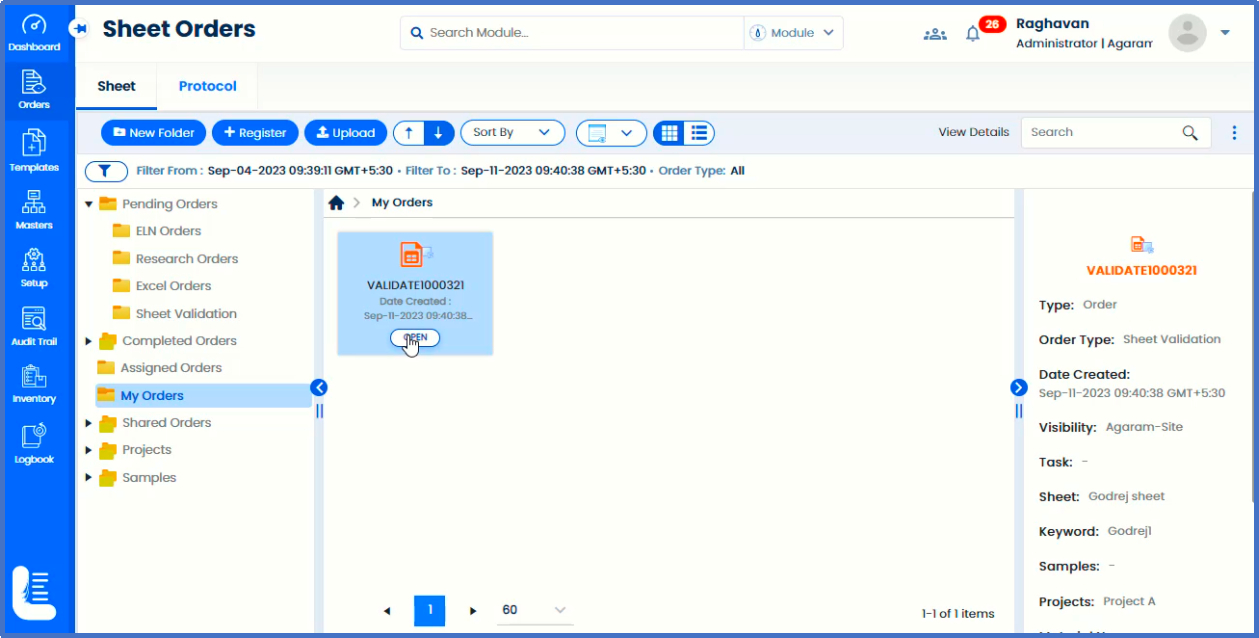 Dashboard
Orders
Templates
Masters
Setup
Audit Trail
Inventory
Logbook
Sheet Orders
Search Module...
Module
26
Raghavan
Administrator | Agaram
Sheet
Protocol
New Folder
Register
Upload
Sort By
View Details
Search
Filter From : Sep-04-2023 09:39:11 GMT+5:30 • Filter To : Sep-11-2023 09:40:38 GMT+5:30 • Order Type: All
Pending Orders
ELN Orders
Research Orders
Excel Orders
Sheet Validation
Completed Orders
Assigned Orders
My Orders
Shared Orders
Projects
Samples
My Orders
VALIDATE1000321
Date Created :
Sep-11-2023 09:40:38...
OPEN
1
60
1-1 of 1 items
VALIDATE1000321
Type: Order
Order Type: Sheet Validation
Date Created:
Sep-11-2023 09:40:38 GMT+5:30
Visibility: Agaram-Site
Task: -
Sheet: Godrej sheet
Keyword: Godrej1
Samples: -
Projects: Project A